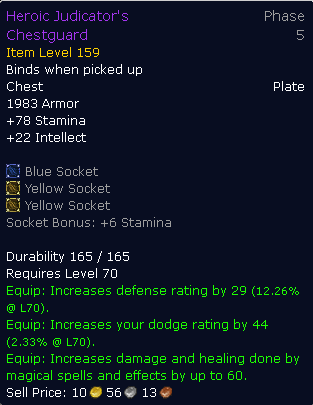 Heroic Judicator's Phase
Chestguard 5
Item Level 159
Binds when picked up
Chest Plate
1983 Armor
+78 Stamina
+22 Intellect
Blue Socket
Yellow Socket
Yellow Socket
Socket Bonus: +6 Stamina
Durability 165 / 165
Requires Level 70
Equip: Increases defense rating by 29 (12.26%
@ L70).
Equip: Increases your dodge rating by 44
(2.33% @ L70).
Equip: Increases damage and healing done by
magical spells and effects by up to 60.
Sell Price: 10 56 13